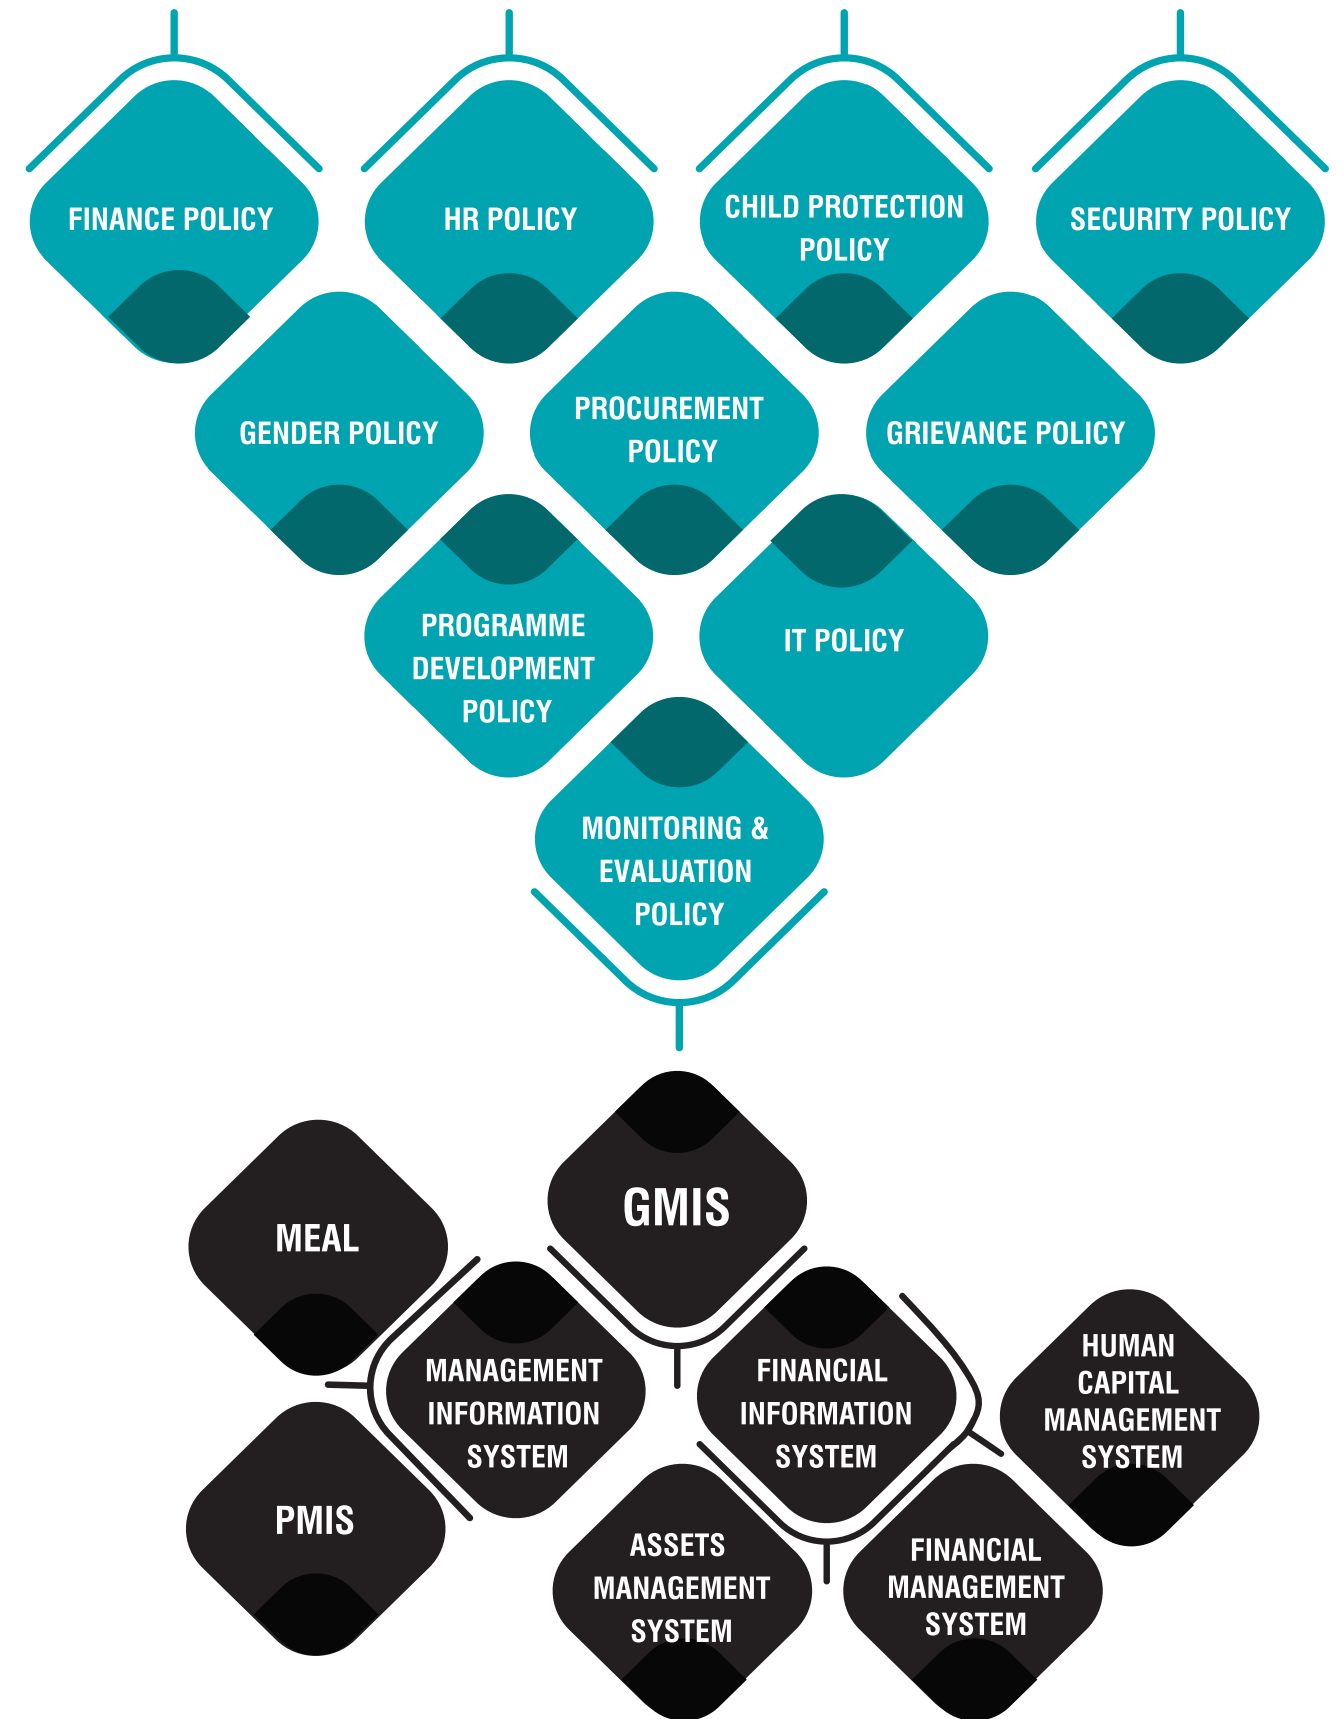 FINANCE POLICY
HR POLICY
CHILD PROTECTION
POLICY
SECURITY POLICY
GENDER POLICY
PROCUREMENT
POLICY
GRIEVANCE POLICY
PROGRAMME
DEVELOPMENT
POLICY
IT POLICY
MONITORING &
EVALUATION
POLICY
GMIS
MEAL
MANAGEMENT
INFORMATION
SYSTEM
FINANCIAL
INFORMATION
SYSTEM
HUMAN
CAPITAL
MANAGEMENT
SYSTEM
PMIS
ASSETS
MANAGEMENT
SYSTEM
FINANCIAL
MANAGEMENT
SYSTEM